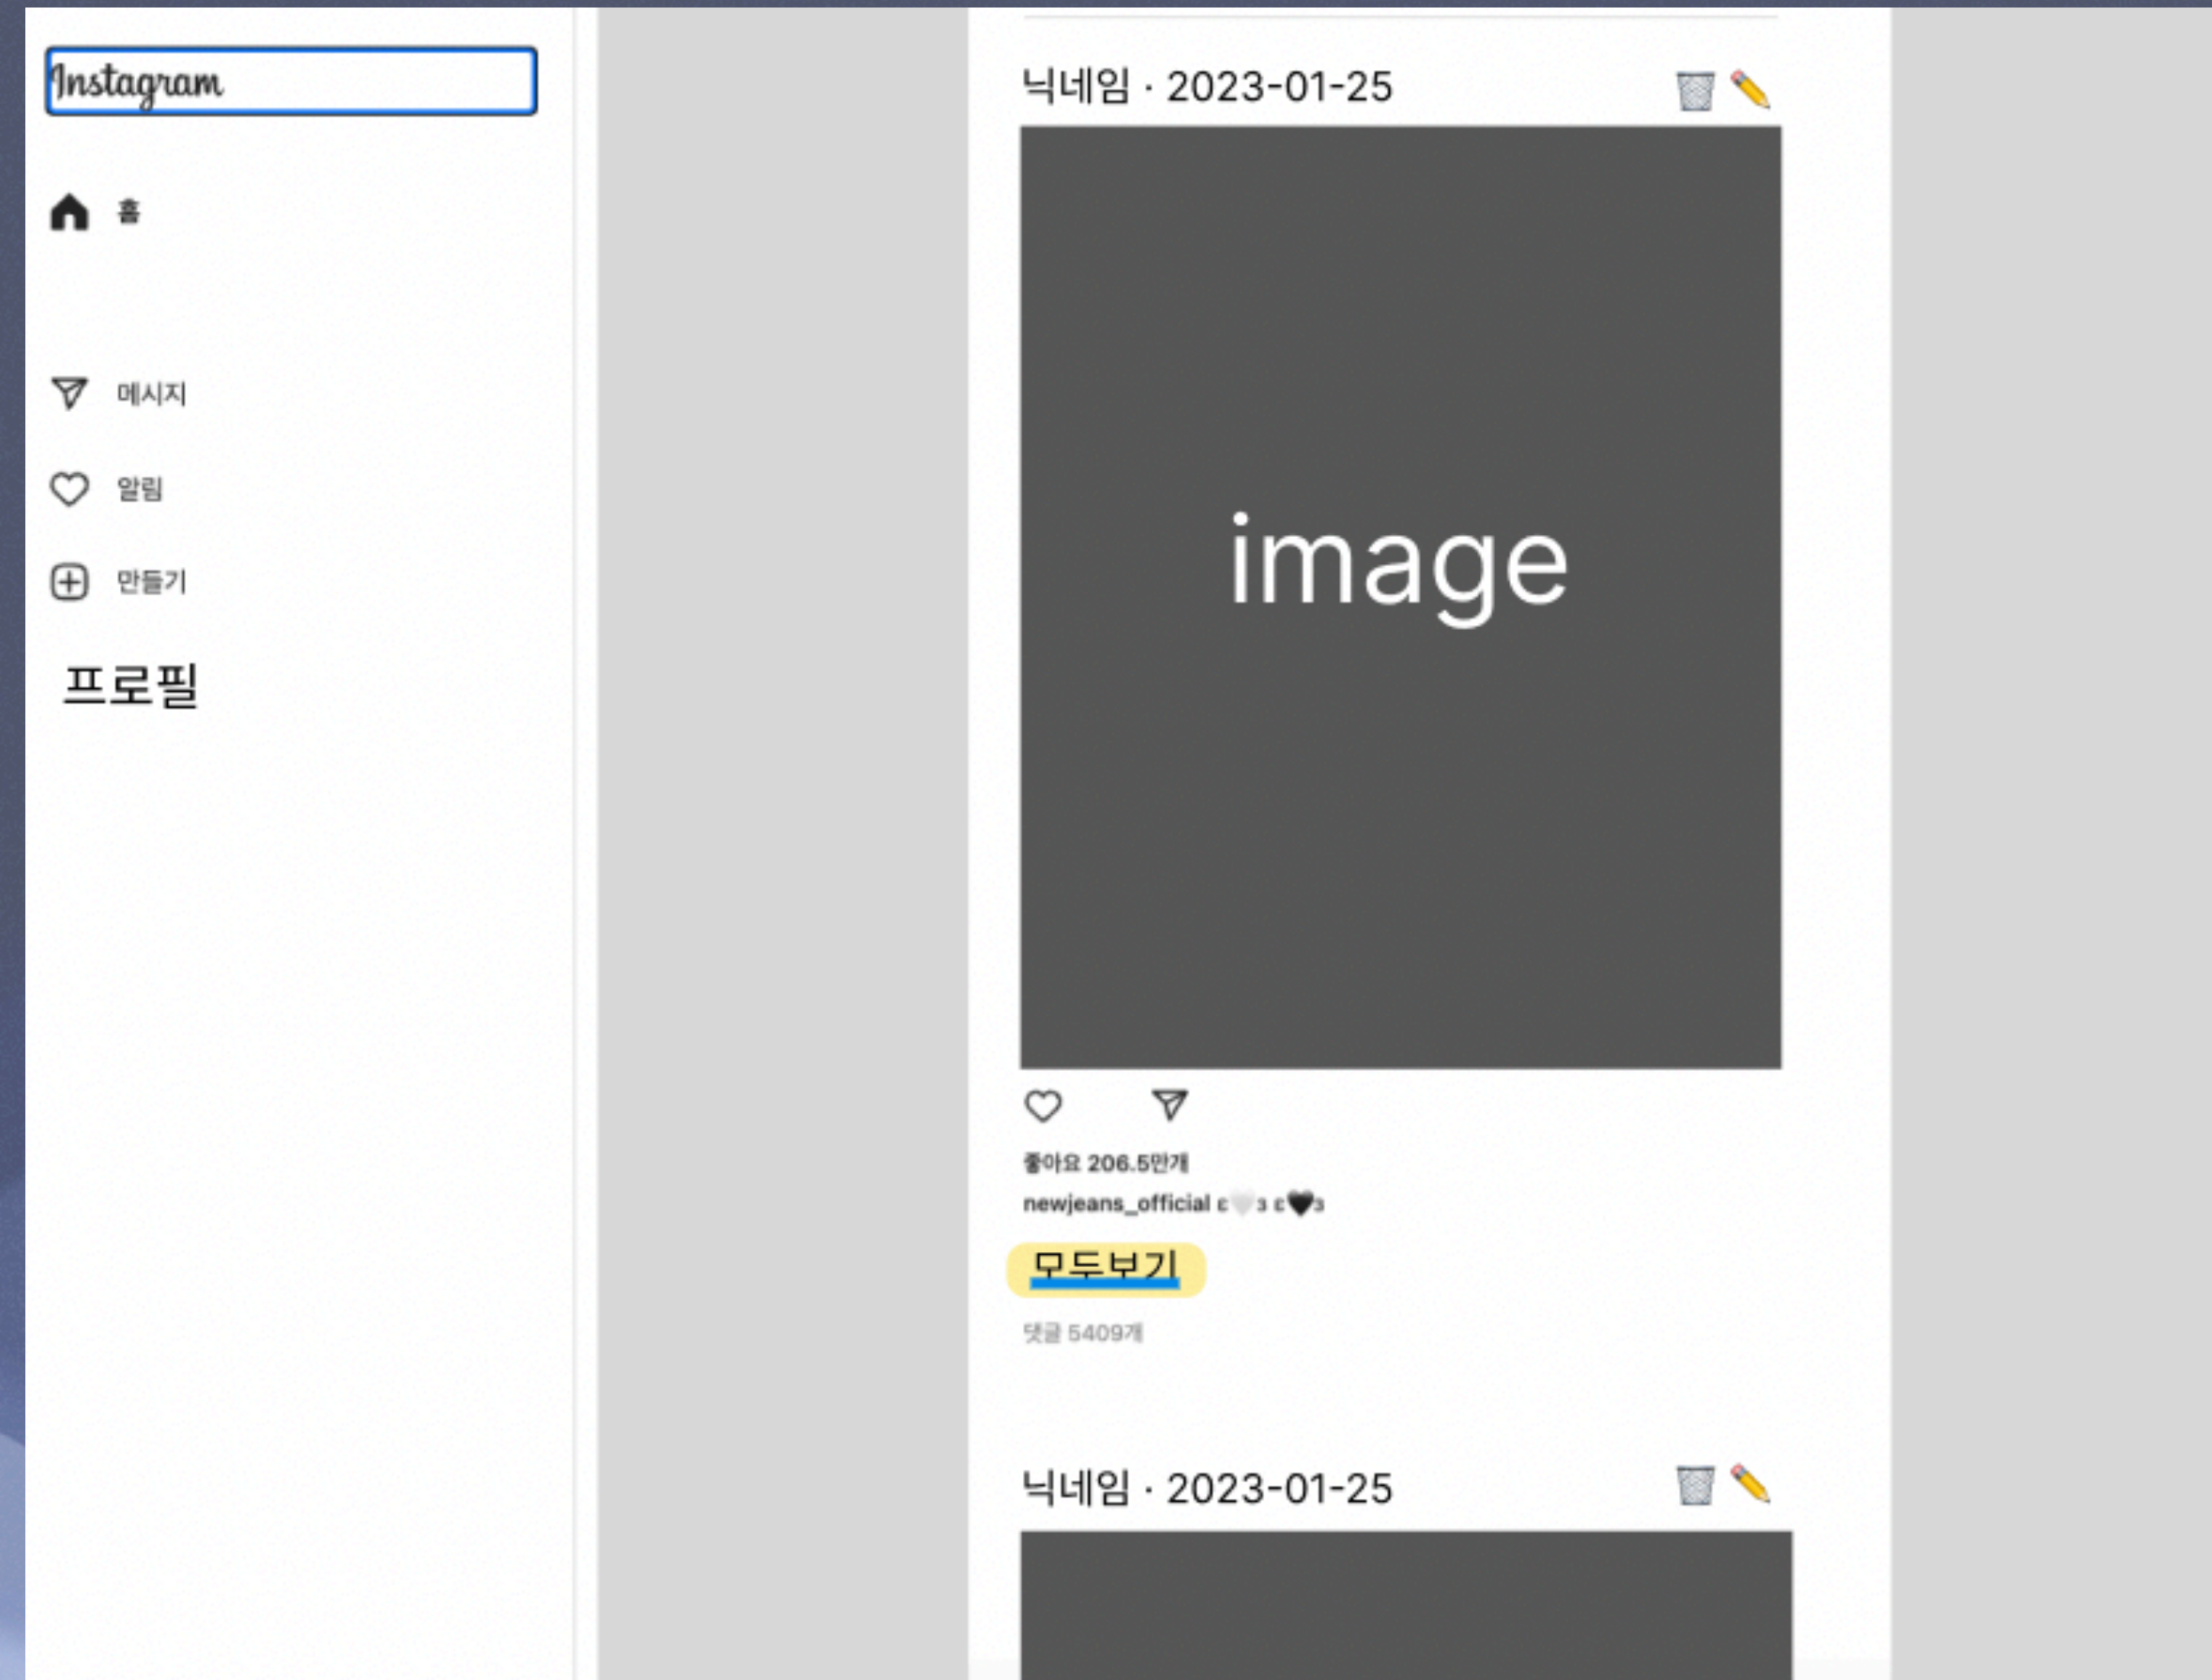 Instagram
홈
메시지
알림
만들기
프로필
닉네임 · 2023-01-25
image
좋아요 206.5만개
newjeans_official ε🤍з ε🖤з
모두보기
댓글 5409개
닉네임 · 2023-01-25